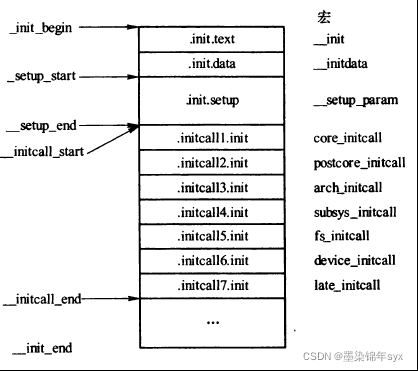 宏
_init_begin
.init.text
__init
.init.data
__initdata
_setup_start
.init.setup
__setup_param
__setup_end
__initcall_start
.initcall1.init
core_initcall
.initcall2.init
postcore_initcall
.initcall3.init
arch_initcall
.initcall4.init
subsys_initcall
.initcall5.init
fs_initcall
.initcall6.init
device_initcall
.initcall7.init
late_initcall
__initcall_end
...
__init_end
CSDN @墨染锦年syx